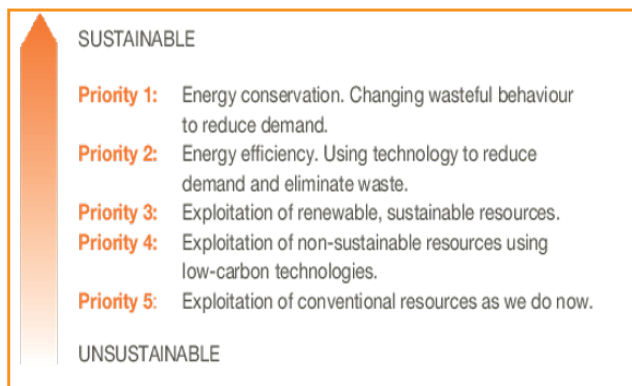 SUSTAINABLE
Priority 1: Energy conservation. Changing wasteful behaviour
to reduce demand.
Priority 2: Energy efficiency. Using technology to reduce
demand and eliminate waste.
Priority 3: Exploitation of renewable, sustainable resources.
Priority 4: Exploitation of non-sustainable resources using
low-carbon technologies.
Priority 5: Exploitation of conventional resources as we do now.
UNSUSTAINABLE